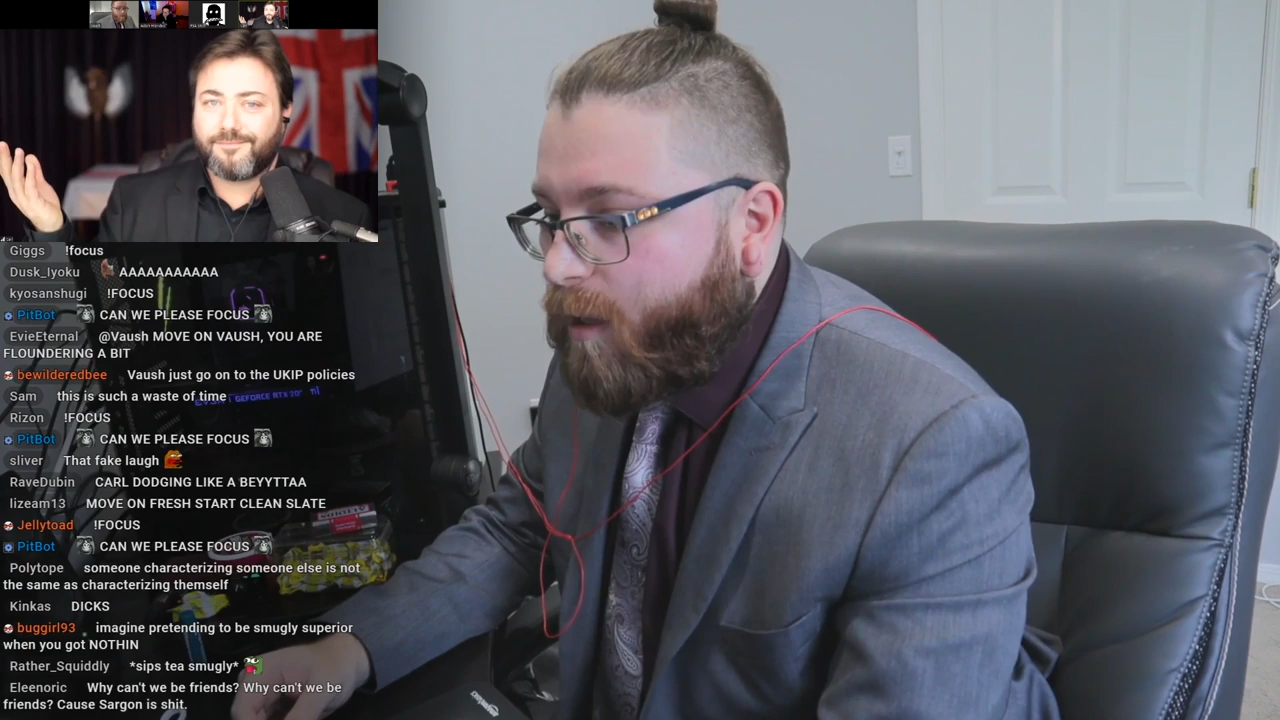 Giggs !focus
Dusk_Iyoku AAAAAAAAAAA
kyosanshugi !FOCUS
PitBot CAN WE PLEASE FOCUS
EvieEternal @Vaush MOVE ON VAUSH, YOU ARE
FLOUNDERING A BIT
bewilderedbee Vaush just go on to the UKIP policies
Sam this is such a waste of time
GEFORCE RTX
Rizon !FOCUS
PitBot CAN WE PLEASE FOCUS
sliver That fake laugh
RaveDubin CARL DODGING LIKE A BEYYTTAA
lizeam13 MOVE ON FRESH START CLEAN SLATE
Jellytoad !FOCUS
PitBot CAN WE PLEASE FOCUS
Polytope someone characterizing someone else is not
the same as characterizing themself
Kinkas DICKS
buggirl93 imagine pretending to be smugly superior
when you got NOTHIN
Rather_Squiddly *sips tea smugly*
Eleenoric Why can't we be friends? Why can't we be
friends? Cause Sargon is shit.